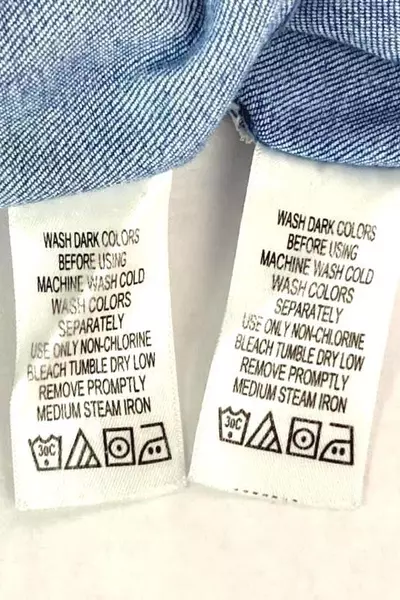 WASH DARK COLORS
BEFORE USING
MACHINE WASH COLD
WASH COLORS
SEPARATELY
USE ONLY NON-CHLORINE
BLEACH TUMBLE DRY LOW
REMOVE PROMPTLY
MEDIUM STEAM IRON
30C
WASH DARK COLORS
BEFORE USING
MACHINE WASH COLD
WASH COLORS
SEPARATELY
USE ONLY NON-CHLORINE
BLEACH TUMBLE DRY LOW
REMOVE PROMPTLY
MEDIUM STEAM IRON
30C